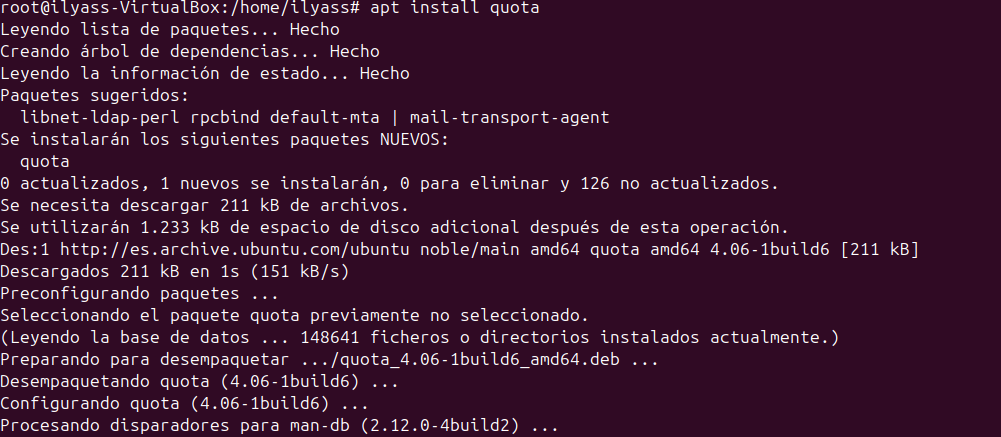 root@ilyass-VirtualBox:/home/ilyass# apt install quota
Leyendo lista de paquetes... Hecho
Creando árbol de dependencias... Hecho
Leyendo la información de estado... Hecho
Paquetes sugeridos:
  libnet-ldap-perl rpcbind default-mta | mail-transport-agent
Se instalarán los siguientes paquetes NUEVOS:
  quota
0 actualizados, 1 nuevos se instalarán, 0 para eliminar y 126 no actualizados.
Se necesita descargar 211 kB de archivos.
Se utilizarán 1.233 kB de espacio de disco adicional después de esta operación.
Des:1 http://es.archive.ubuntu.com/ubuntu noble/main amd64 quota amd64 4.06-1build6 [211 kB]
Descargados 211 kB en 1s (151 kB/s)
Preconfigurando paquetes ...
Seleccionando el paquete quota previamente no seleccionado.
(Leyendo la base de datos ... 148641 ficheros o directorios instalados actualmente.)
Preparando para desempaquetar .../quota_4.06-1build6_amd64.deb ...
Desempaquetando quota (4.06-1build6) ...
Configurando quota (4.06-1build6) ...
Procesando disparadores para man-db (2.12.0-4build2) ...